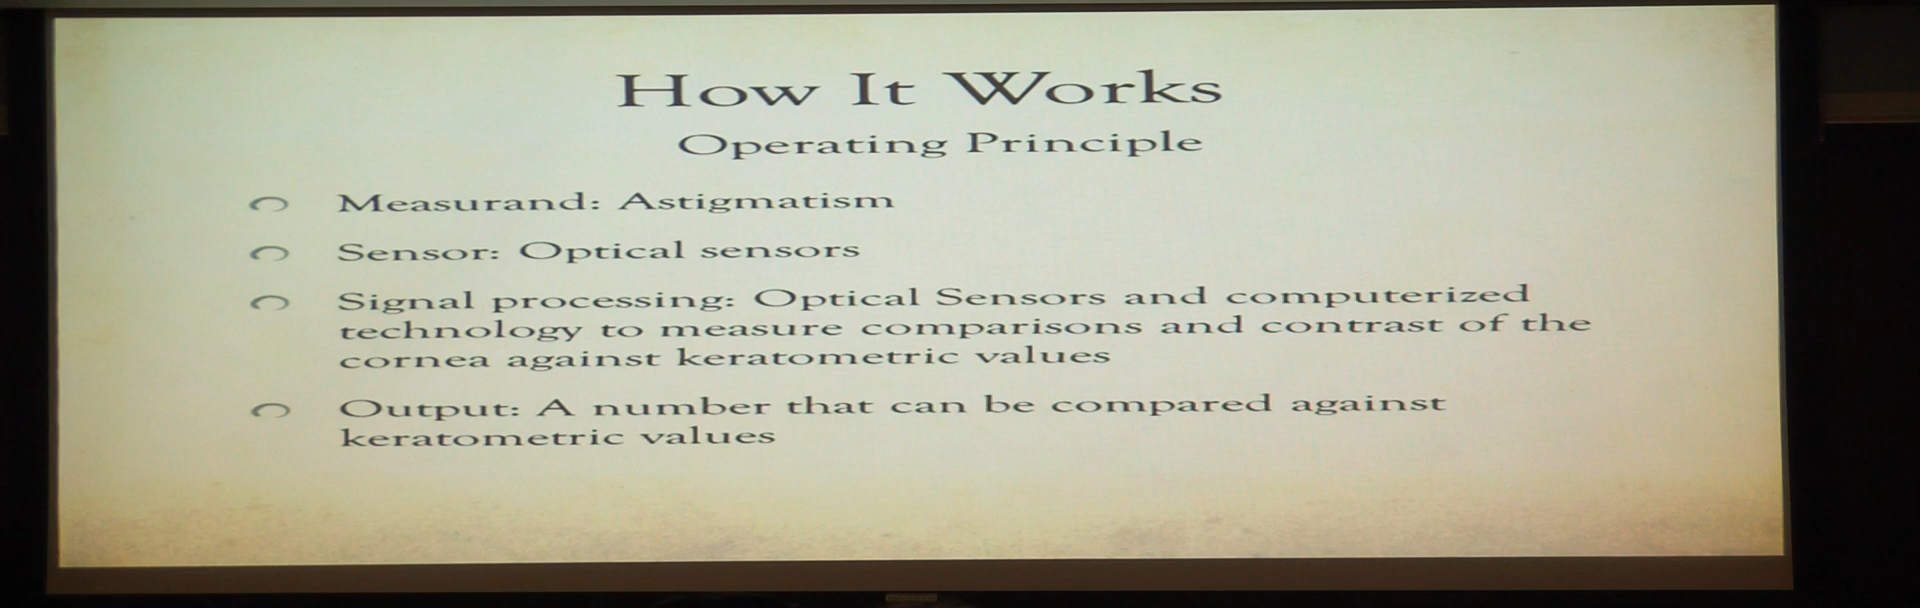 How It Works
Operating Principle
Measurand: Astigmatism
Sensor: Optical sensors
Signal processing: Optical Sensors and computerized
technology to measure comparisons and contrast of the
cornea against keratometric values
Output: A number that can be compared against
keratometric values